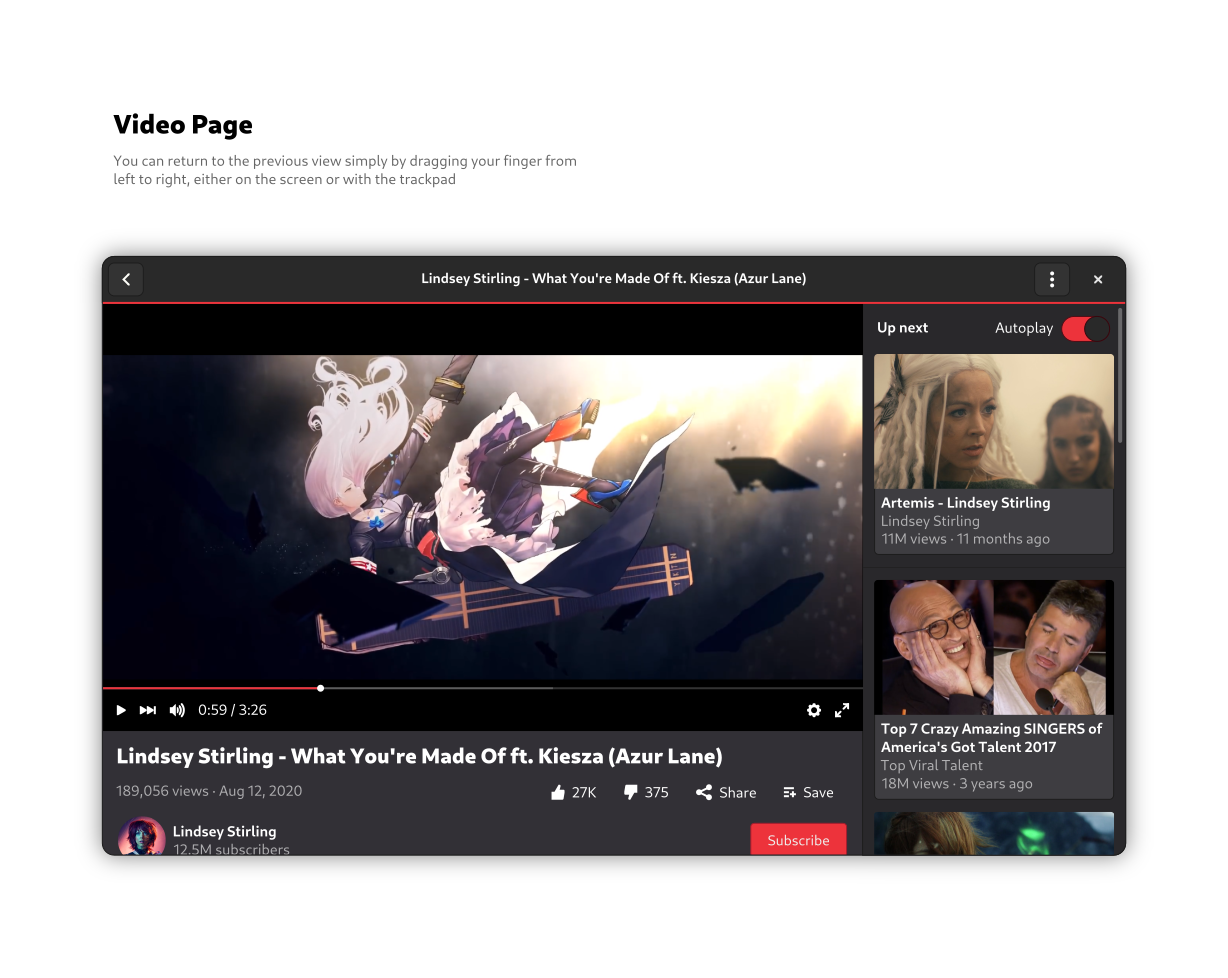 Video Page
You can return to the previous view simply by dragging your finger from
left to right, either on the screen or with the trackpad
Lindsey Stirling - What You're Made Of ft. Kiesza (Azur Lane)
Up next
Autoplay
TETH
0:59 / 3:26
Artemis - Lindsey Stirling
Lindsey Stirling
11M views · 11 months ago
Top 7 Crazy Amazing SINGERS of
America's Got Talent 2017
Top Viral Talent
18M views · 3 years ago
Lindsey Stirling - What You're Made Of ft. Kiesza (Azur Lane)
189,056 views · Aug 12, 2020
27K
375
Share
Save
Lindsey Stirling
12.5M subscribers
Subscribe